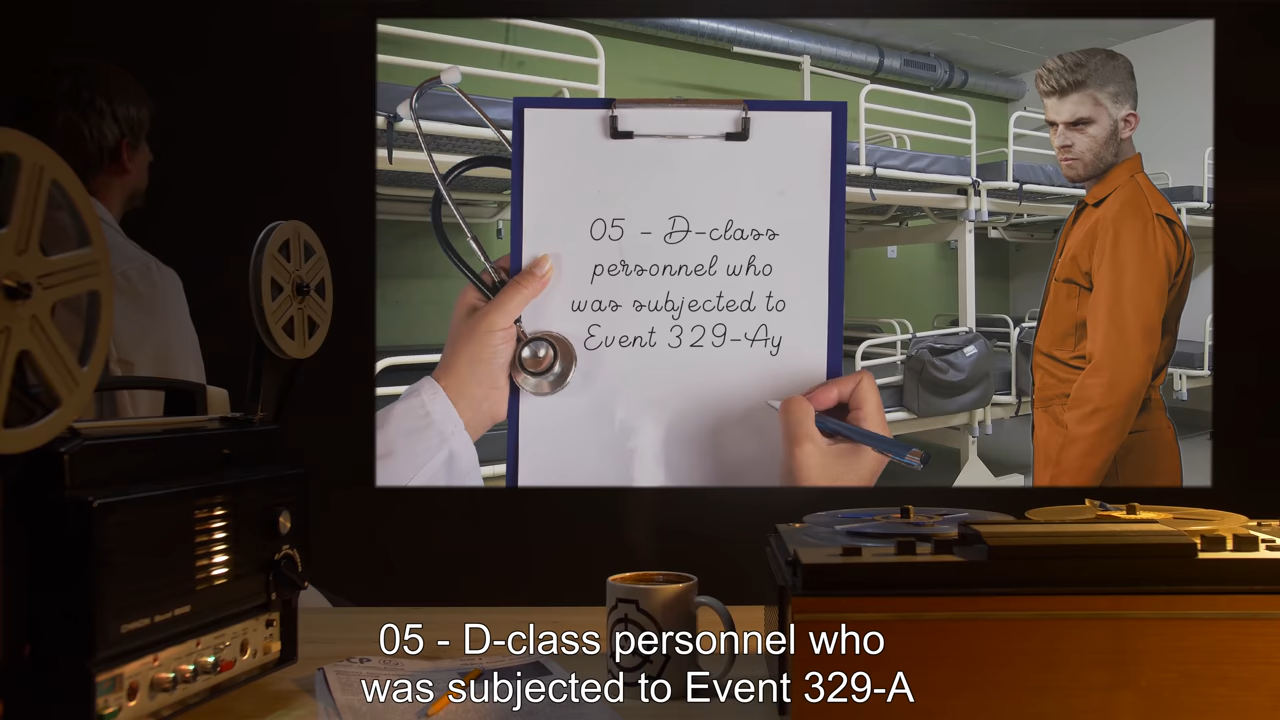 05 - D-class
personnel who
was subjected to
Event 329-Ay
05 - D-class personnel who
was subjected to Event 329-A